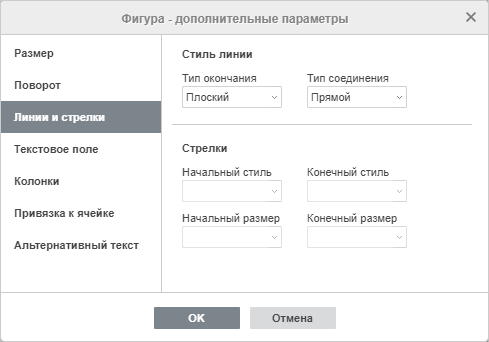 Фигура - дополнительные параметры
Размер
Поворот
Линии и стрелки
Текстовое поле
Колонки
Привязка к ячейке
Альтернативный текст
Стиль линии
Тип окончания Тип соединения
Плоский Прямой
Стрелки
Начальный стиль Конечный стиль
Начальный размер Конечный размер
OK Отмена